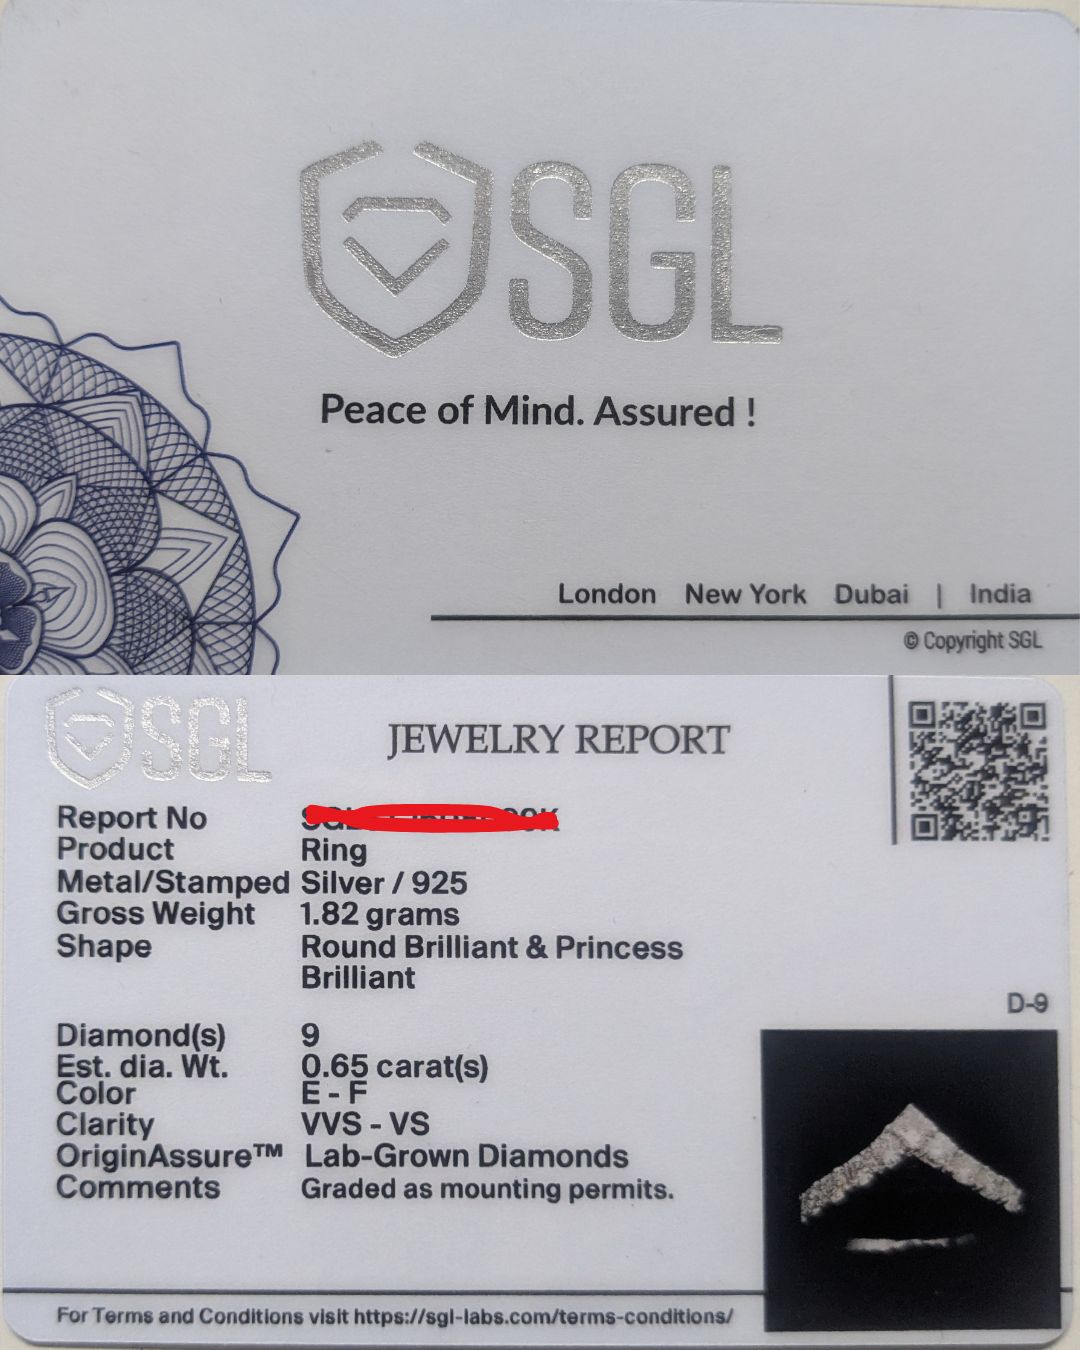 SGL
Peace of Mind. Assured !
London New York Dubai | India
© Copyright SGL
SGL
JEWELRY REPORT
Report No
Product Ring
Metal/Stamped Silver / 925
Gross Weight 1.82 grams
Shape Round Brilliant & Princess
Brilliant
D-9
Diamond(s) 9
Est. dia. Wt. 0.65 carat(s)
Color E - F
Clarity VVS - VS
OriginAssure™ Lab-Grown Diamonds
Comments Graded as mounting permits.
For Terms and Conditions visit https://sgl-labs.com/terms-conditions/